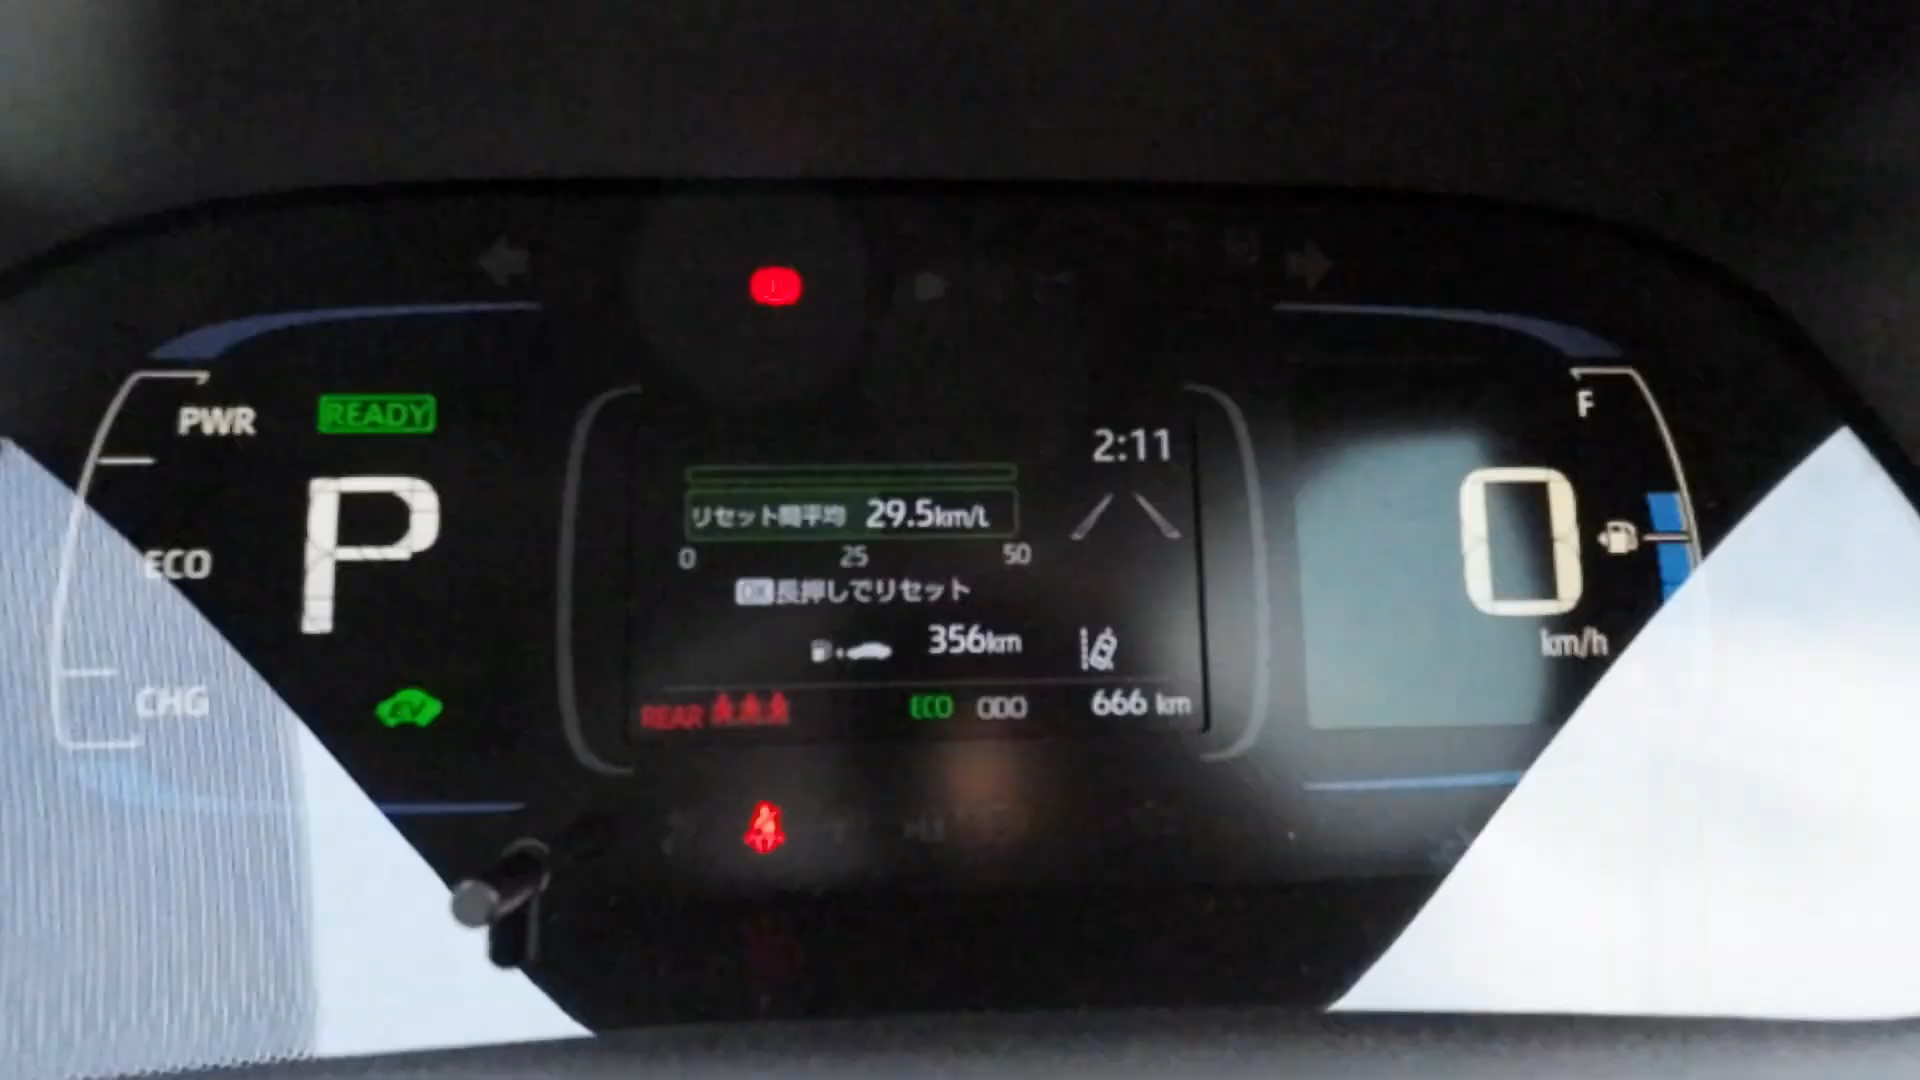 PWR
READY
2:11
F
P
リセット間平均 29.5km/L
0 25 50
0
ECO
OK長押しでリセット
356km
km/h
CHG
EV
REAR
ECO ODO 666 km